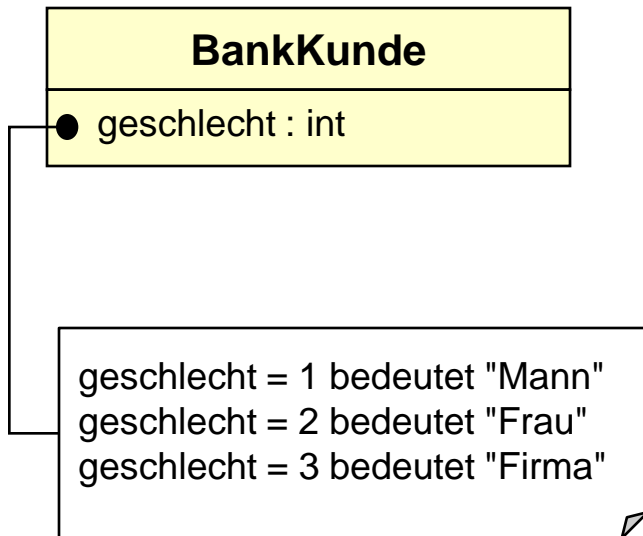 BankKunde
geschlecht : int
geschlecht = 1 bedeutet "Mann"
geschlecht = 2 bedeutet "Frau"
geschlecht = 3 bedeutet "Firma"